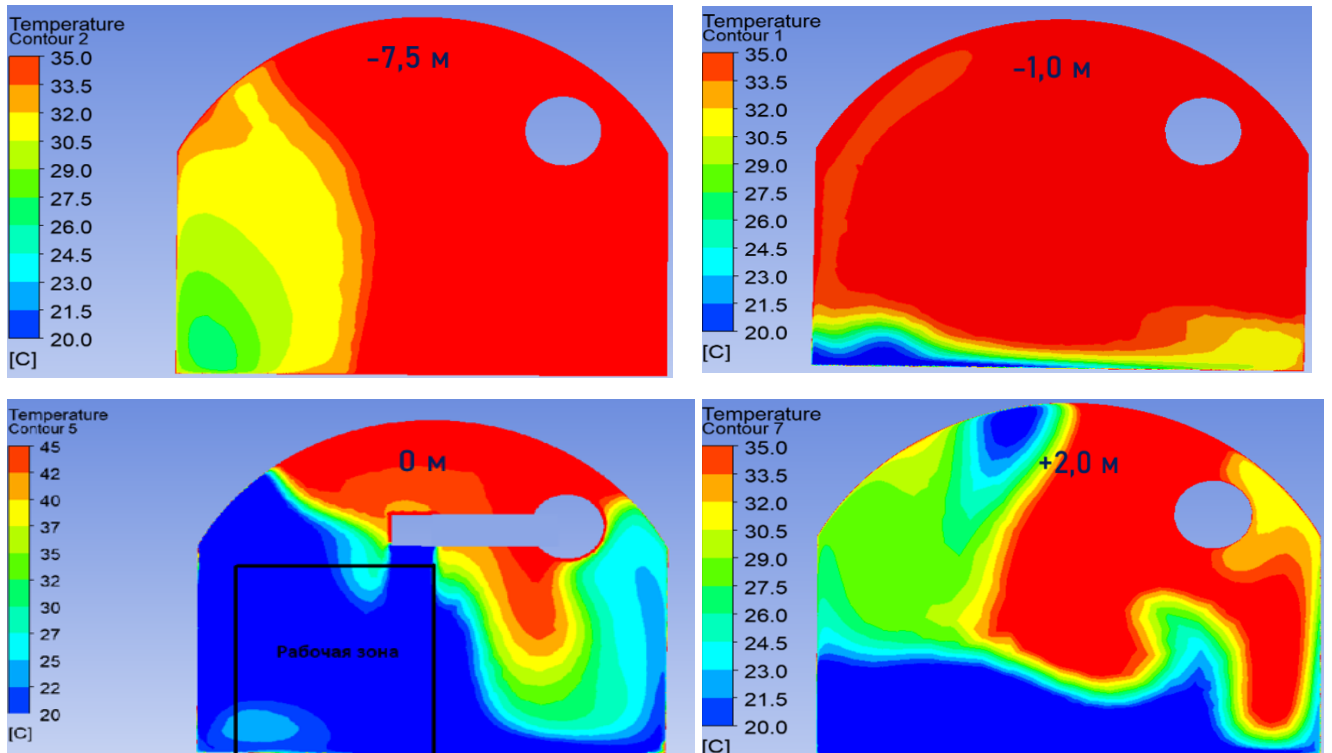 Temperature
Contour 2
35.0
33.5
32.0
30.5
29.0
27.5
26.0
24.5
23.0
21.5
20.0
[C]
−7,5 м
Temperature
Contour 1
35.0
33.5
32.0
30.5
29.0
27.5
26.0
24.5
23.0
21.5
20.0
[C]
−1,0 м
Temperature
Contour 5
45
42
40
37
35
32
30
27
25
22
20
[C]
0 м
Рабочая зона
Temperature
Contour 7
35.0
33.5
32.0
30.5
29.0
27.5
26.0
24.5
23.0
21.5
20.0
[C]
+2,0 м